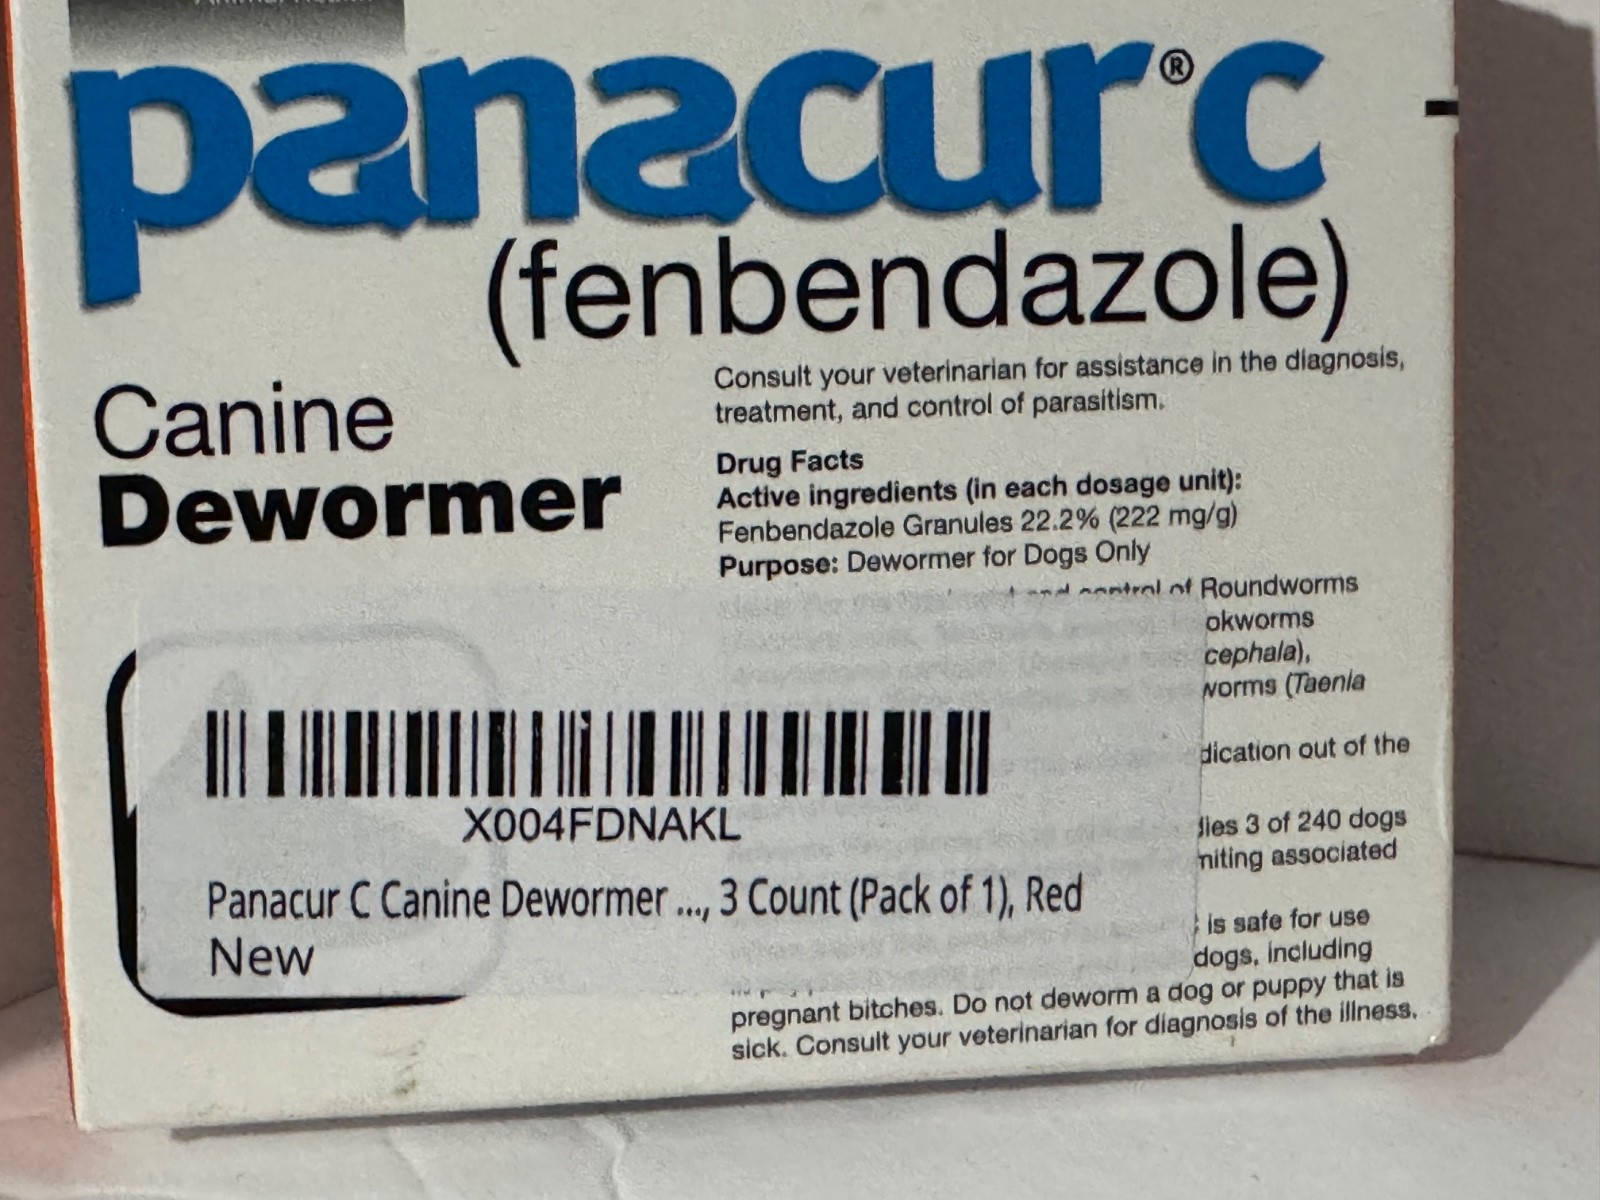 panacur® c
(fenbendazole)
Canine
Dewormer
Consult your veterinarian for assistance in the diagnosis,
treatment, and control of parasitism.
Drug Facts
Active ingredients (in each dosage unit):
Fenbendazole Granules 22.2% (222 mg/g)
Purpose: Dewormer for Dogs Only
and control of Roundworms
okworms
cephala),
worms (Taenia
dication out of the
dies 3 of 240 dogs
miting associated
is safe for use
dogs, including
pregnant bitches. Do not deworm a dog or puppy that is
sick. Consult your veterinarian for diagnosis of the illness.
X004FDNAKL
Panacur C Canine Dewormer ..., 3 Count (Pack of 1), Red
New